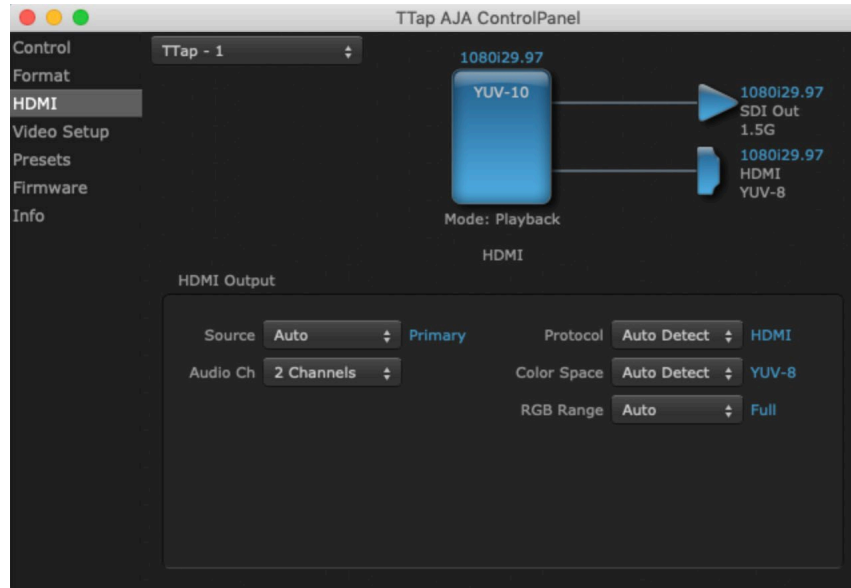 TTap AJA ControlPanel
Control
Format
HDMI
Video Setup
Presets
Firmware
Info
TTap - 1
1080i29.97
YUV-10
Mode: Playback
1080i29.97
SDI Out
1.5G
1080i29.97
HDMI
YUV-8
HDMI
HDMI Output
Source Auto Primary
Audio Ch 2 Channels
Protocol Auto Detect HDMI
Color Space Auto Detect YUV-8
RGB Range Auto Full